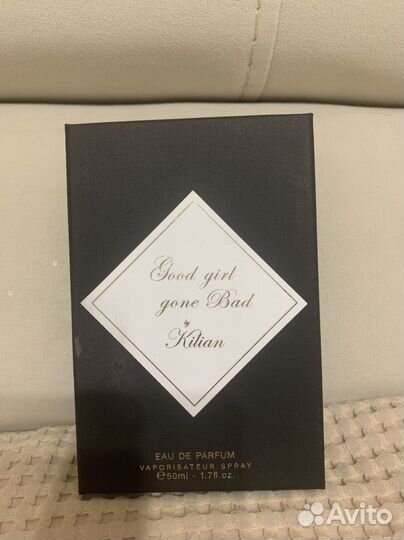 Good girl
gone Bad
by
Kilian
EAU DE PARFUM
VAPORISATEUR SPRAY
℮50ml - 1.7fl.oz.
Avito